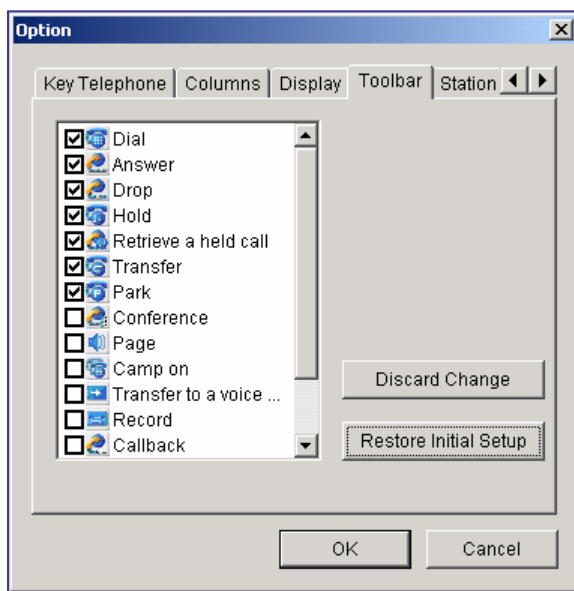 Option
Key Telephone Columns Display Toolbar Station
Dial
Answer
Drop
Hold
Retrieve a held call
Transfer
Park
Conference
Page
Camp on
Transfer to a voice ...
Record
Callback
Discard Change
Restore Initial Setup
OK Cancel